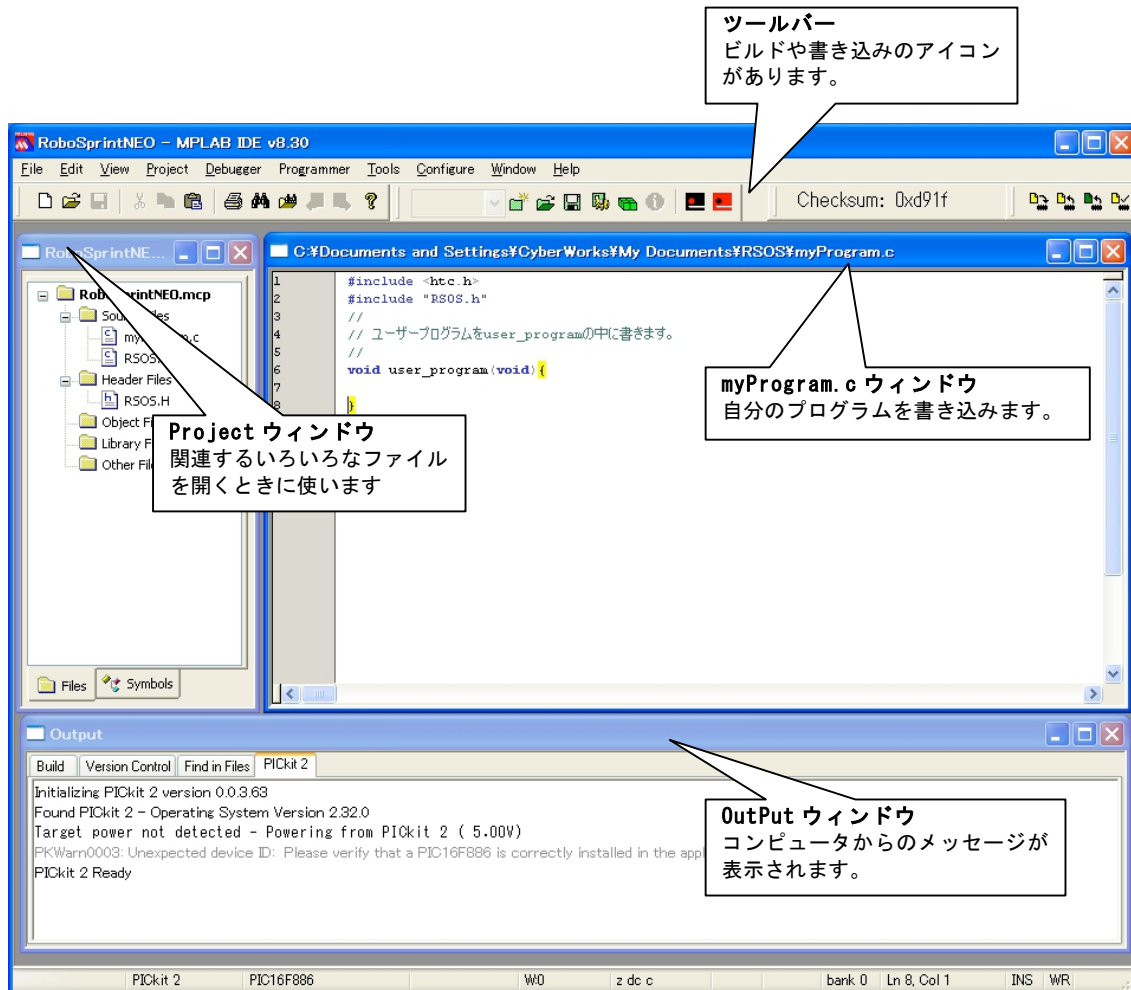 ツールバー
ビルドや書き込みのアイコン
があります。
RoboSprintNEO - MPLAB IDE v8.30
File Edit View Project Debugger Programmer Tools Configure Window Help
Checksum: 0xd91f
RoboSprintNE...
C:¥Documents and Settings¥CyberWorks¥My Documents¥RSOS¥myProgram.c
RoboSprintNEO.mcp
RSOS.
Header Files
RSOS.H
Object Fi
Library F
Other File
Files Symbols
1 #include <htc.h>
2 #include "RSOS.h"
3 //
4 // ユーザープログラムをuser_programの中に書きます。
5 //
6 void user_program(void){
7
8 }
Project ウィンドウ
関連するいろいろなファイル
を開くときに使います
myProgram.c ウィンドウ
自分のプログラムを書き込みます。
Output
Build Version Control Find in Files PICkit 2
Initializing PICkit 2 version 0.0.3.63
Found PICkit 2 - Operating System Version 2.32.0
Target power not detected - Powering from PICkit 2 ( 5.00V)
PKWarn0003: Unexpected device ID: Please verify that a PIC16F886 is correctly installed in the appl
PICkit 2 Ready
OutPut ウィンドウ
コンピュータからのメッセージが
表示されます。
PICkit 2 PIC16F886 W:0 z dc c bank 0 Ln 8, Col 1 INS WR